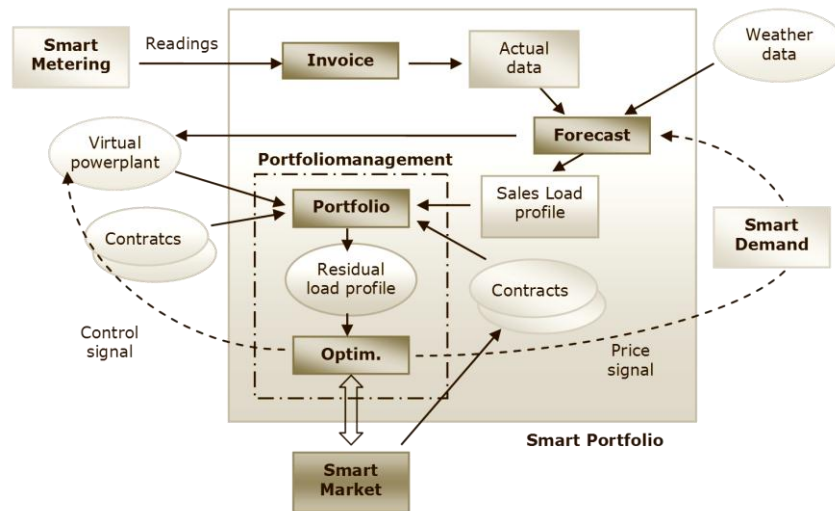 Smart
Metering
Readings
Invoice
Actual
data
Weather
data
Virtual
powerplant
Forecast
Portfoliomanagement
Portfolio
Sales Load
profile
Smart
Demand
Contratcs
Residual
load profile
Contracts
Control
signal
Optim.
Price
signal
Smart Portfolio
Smart
Market